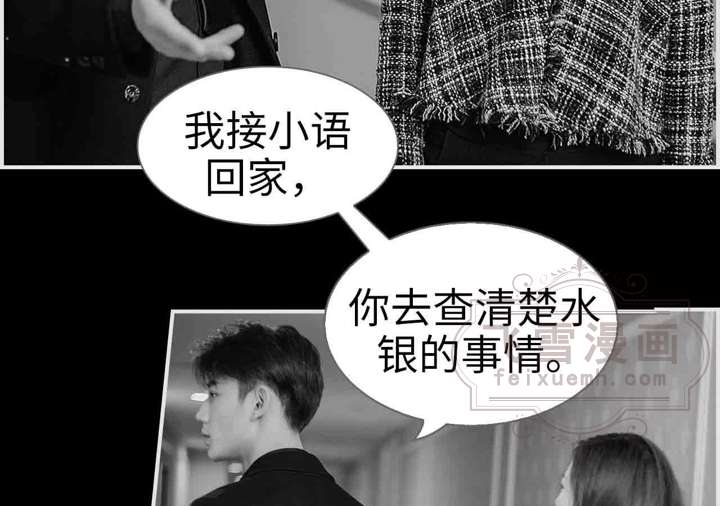 我接小语
回家，
你去查清楚水
银的事情。
飞雪漫画
feixuemh.com